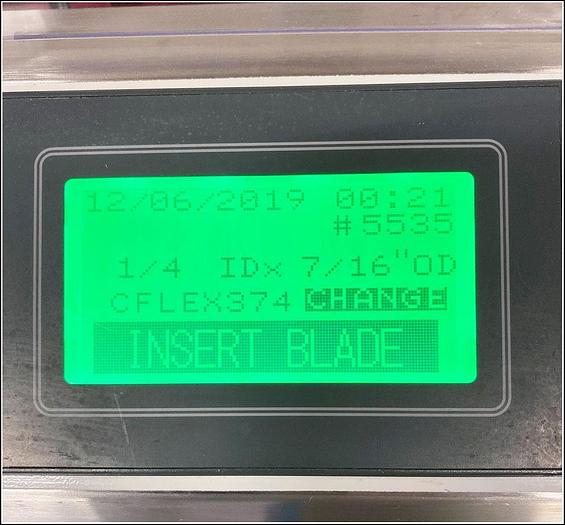 12/06/2019 00:21
#5535
1/4 IDx 7/16"OD
CFLEX374 CHANGE
INSERT BLADE